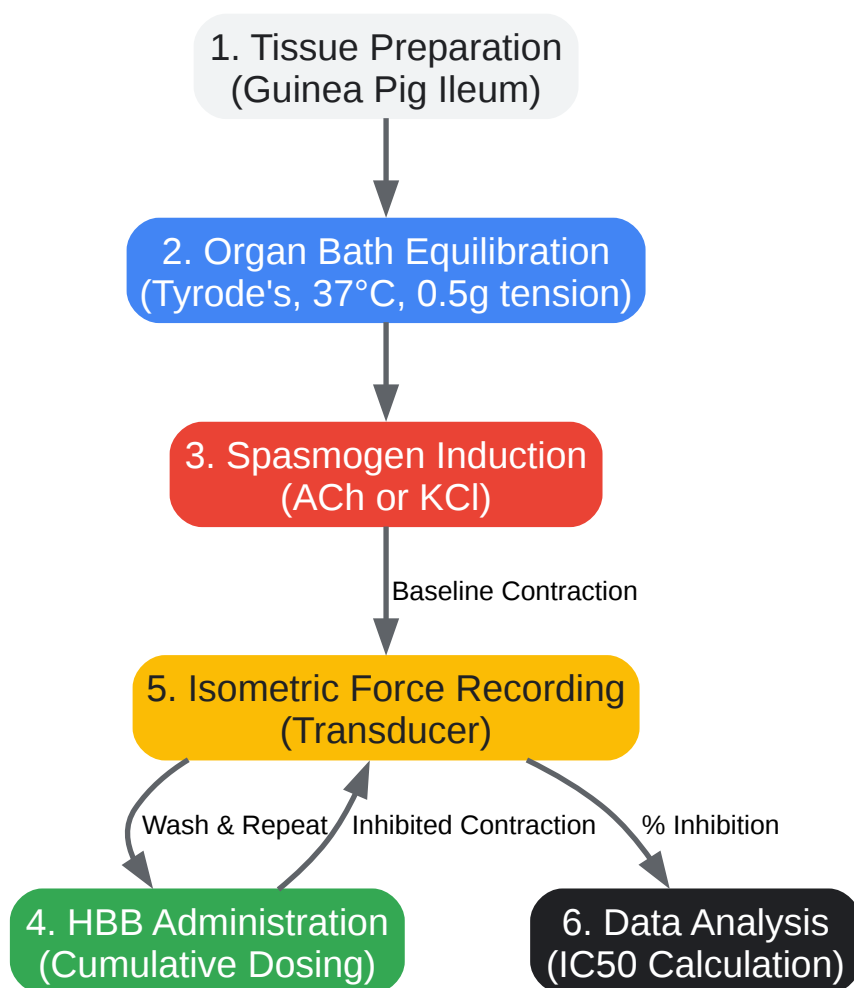 1. Tissue Preparation
(Guinea Pig Ileum)
2. Organ Bath Equilibration
(Tyrode's, 37°C, 0.5g tension)
3. Spasmogen Induction
(ACh or KCl)
Baseline Contraction
5. Isometric Force Recording
(Transducer)
Wash & Repeat
Inhibited Contraction
% Inhibition
4. HBB Administration
(Cumulative Dosing)
6. Data Analysis
(IC50 Calculation)